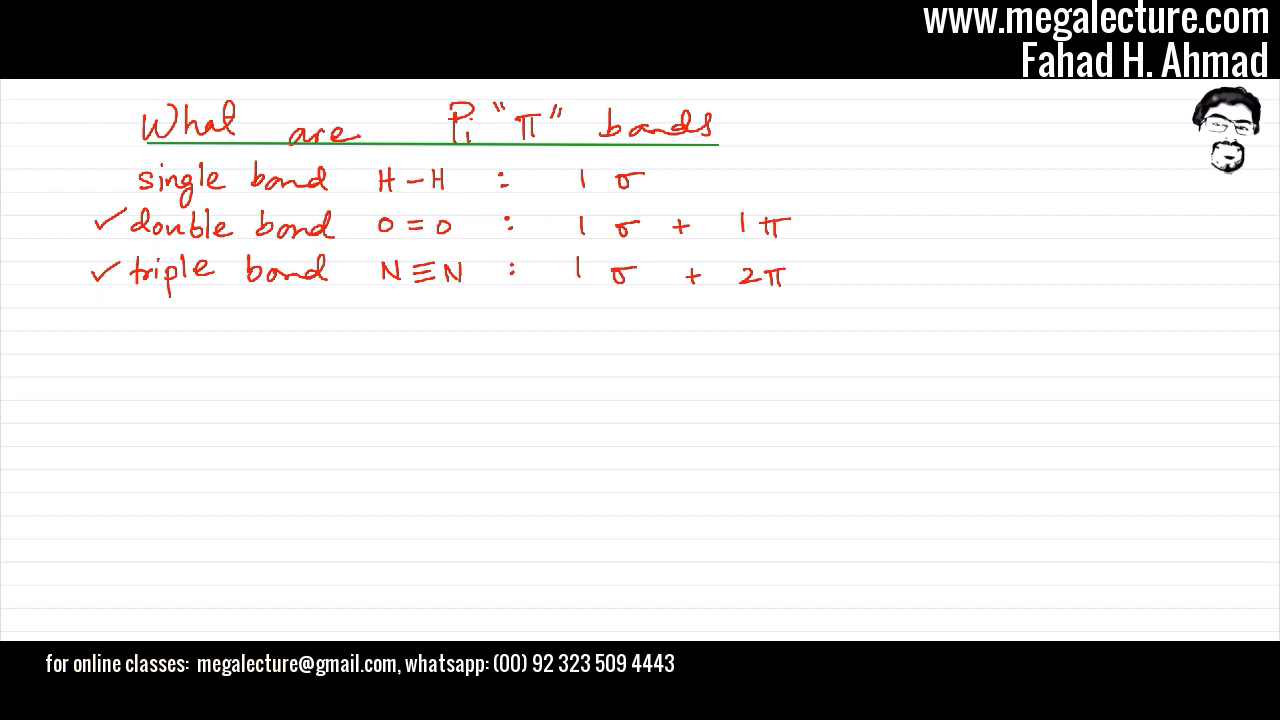 www.megalecture.com
Fahad H. Ahmad
What are Pi "π" bonds
single bond H-H : 1 σ
✓ double bond O=O : 1 σ + 1π
✓ triple bond N≡N : 1 σ + 2π
for online classes: megalecture@gmail.com, whatsapp: (00) 92 323 509 4443